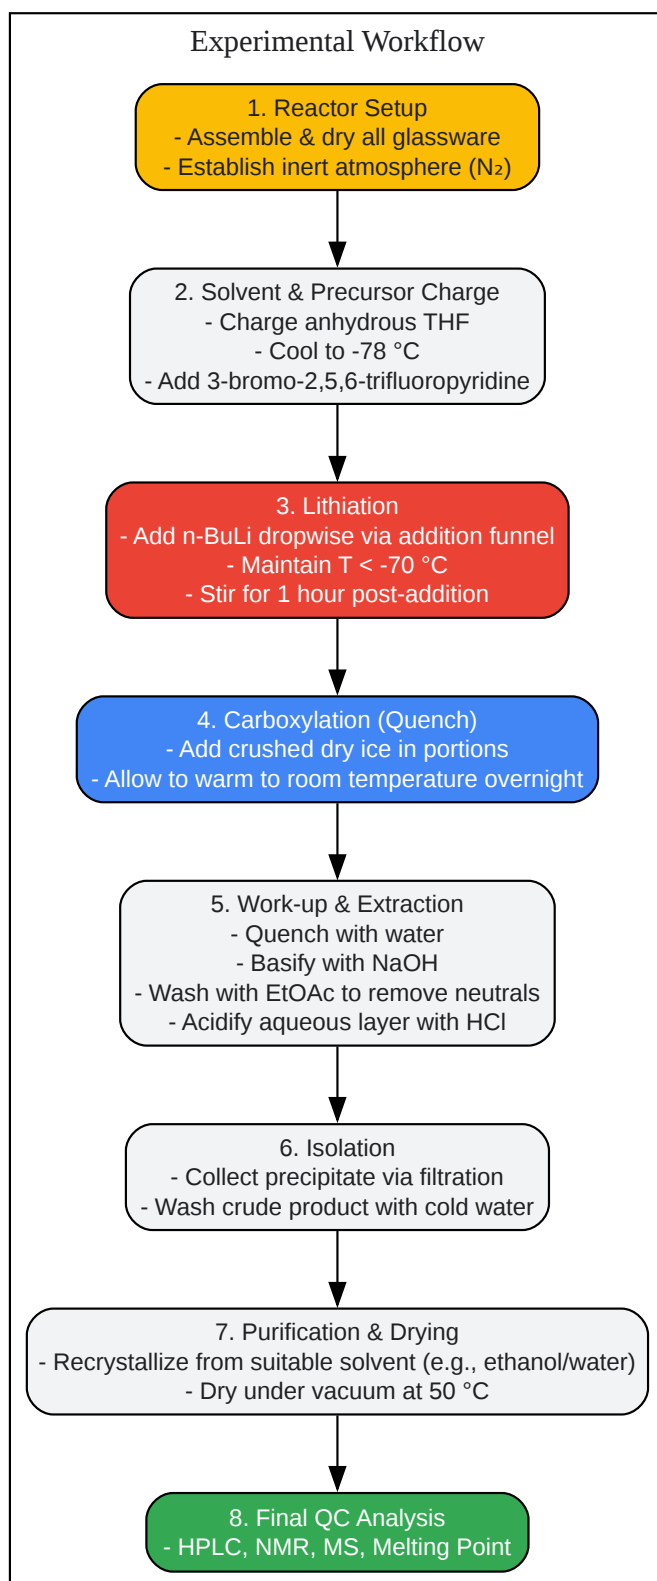 Experimental Workflow
1. Reactor Setup
- Assemble & dry all glassware
- Establish inert atmosphere (N₂)
2. Solvent & Precursor Charge
- Charge anhydrous THF
- Cool to -78 °C
- Add 3-bromo-2,5,6-trifluoropyridine
3. Lithiation
- Add n-BuLi dropwise via addition funnel
- Maintain T < -70 °C
- Stir for 1 hour post-addition
4. Carboxylation (Quench)
- Add crushed dry ice in portions
- Allow to warm to room temperature overnight
5. Work-up & Extraction
- Quench with water
- Basify with NaOH
- Wash with EtOAc to remove neutrals
- Acidify aqueous layer with HCl
6. Isolation
- Collect precipitate via filtration
- Wash crude product with cold water
7. Purification & Drying
- Recrystallize from suitable solvent (e.g., ethanol/water)
- Dry under vacuum at 50 °C
8. Final QC Analysis
- HPLC, NMR, MS, Melting Point